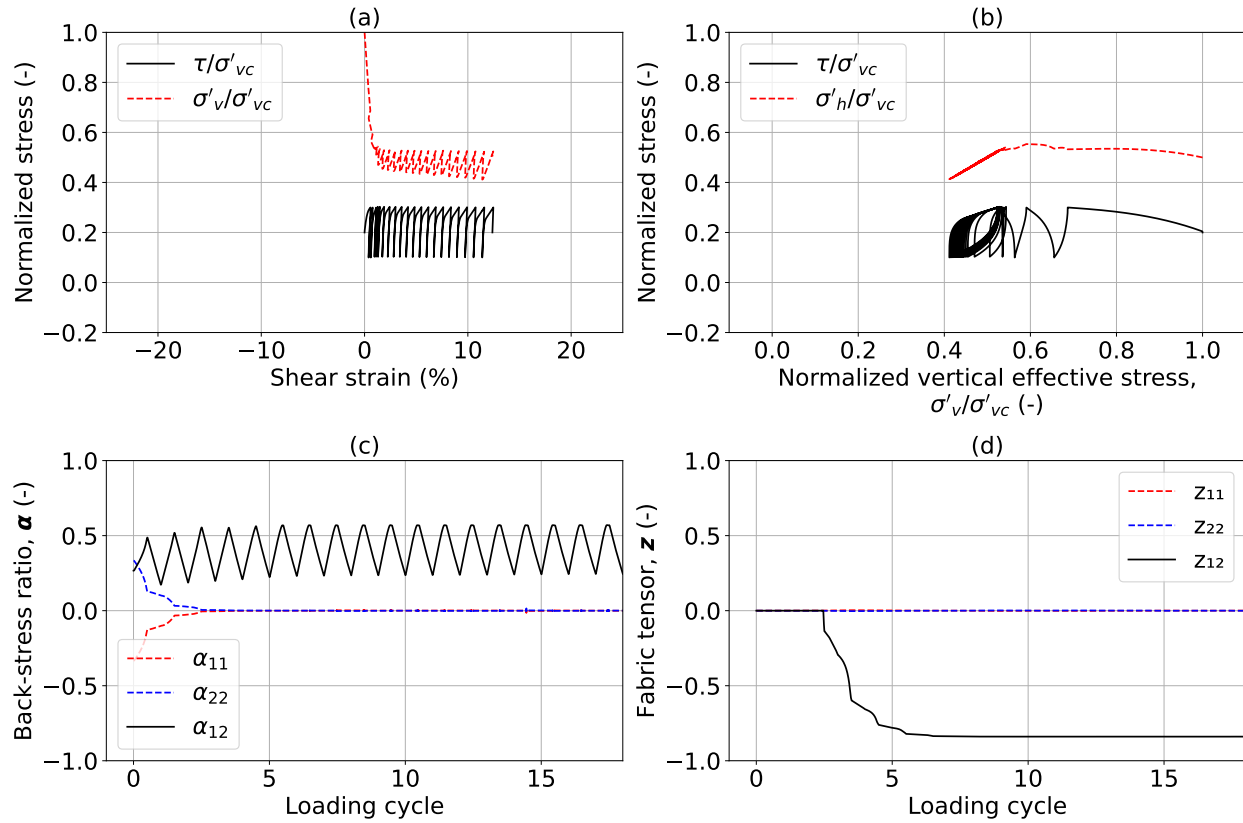 (a)
Normalized stress (-)
1.0
0.8
0.6
0.4
0.2
0.0
−0.2
τ/σ′vc
σ′v/σ′vc
−20
−10
0
10
20
Shear strain (%)
(b)
Normalized stress (-)
1.0
0.8
0.6
0.4
0.2
0.0
−0.2
τ/σ′vc
σ′h/σ′vc
0.0
0.2
0.4
0.6
0.8
1.0
Normalized vertical effective stress,
σ′v/σ′vc (-)
(c)
Back-stress ratio, α (-)
1.0
0.5
0.0
−0.5
−1.0
α11
α22
α12
0
5
10
15
Loading cycle
(d)
Fabric tensor, z (-)
1.0
0.5
0.0
−0.5
−1.0
z11
z22
z12
0
5
10
15
Loading cycle